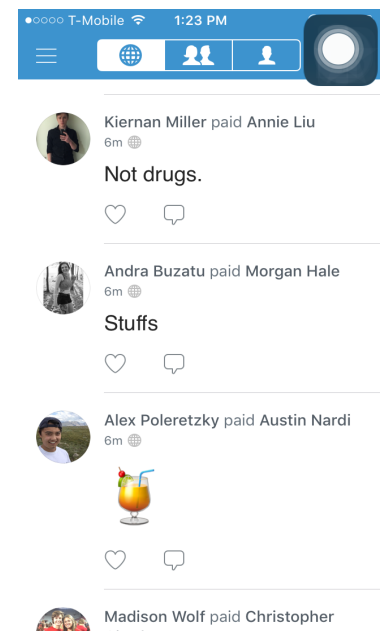 T-Mobile 1:23 PM
Kiernan Miller paid Annie Liu
6m
Not drugs.
Andra Buzatu paid Morgan Hale
6m
Stuffs
Alex Poleretzky paid Austin Nardi
6m
Madison Wolf paid Christopher